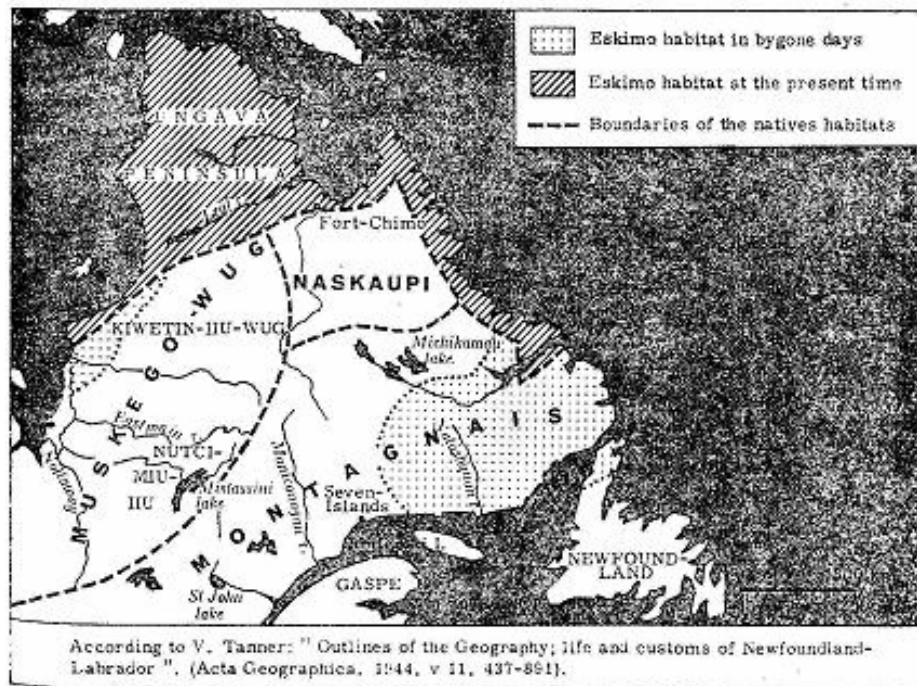 Eskimo habitat in bygone days
Eskimo habitat at the present time
Boundaries of the natives habitats
UNGAVA
PENINSULA
Fort-Chimo
NASKAUPI
MUSKEGO-WUG
KIWETIN-IIU-WUG
Michikamau
lake
Eastmain
NUTCI-
MIU-
IIU
Mistassini
lake
MONTAGNAIS
Seven-
Islands
St John
lake
GASPE
NEWFOUND-
LAND
According to V. Tanner: " Outlines of the Geography; life and customs of Newfoundland-
Labrador ". (Acta Geographica, 1944, v 11, 437-891).